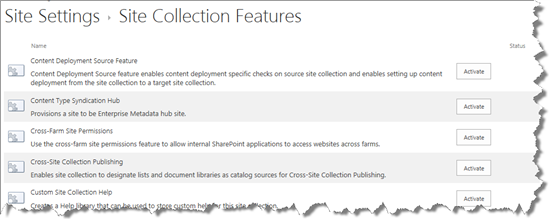 Site Settings › Site Collection Features
Name Status
Content Deployment Source Feature
Content Deployment Source feature enables content deployment specific checks on source site collection and enables setting up content
deployment from the site collection to a target site collection.
Activate
Content Type Syndication Hub
Provisions a site to be Enterprise Metadata hub site.
Activate
Cross-Farm Site Permissions
Use the cross-farm site permissions feature to allow internal SharePoint applications to access websites across farms.
Activate
Cross-Site Collection Publishing
Enables site collection to designate lists and document libraries as catalog sources for Cross-Site Collection Publishing.
Activate
Custom Site Collection Help
Creates a Help library that can be used to store custom help for this site collection.
Activate